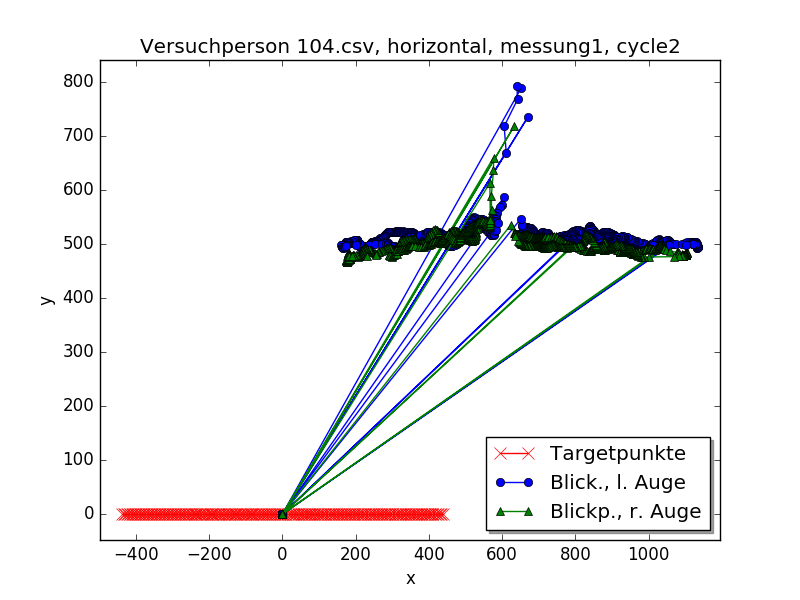 Versuchperson 104.csv, horizontal, messung1, cycle2
800
700
600
500
400
300
200
100
0
y
−400 −200 0 200 400 600 800 1000
x
Targetpunkte
Blick., l. Auge
Blickp., r. Auge